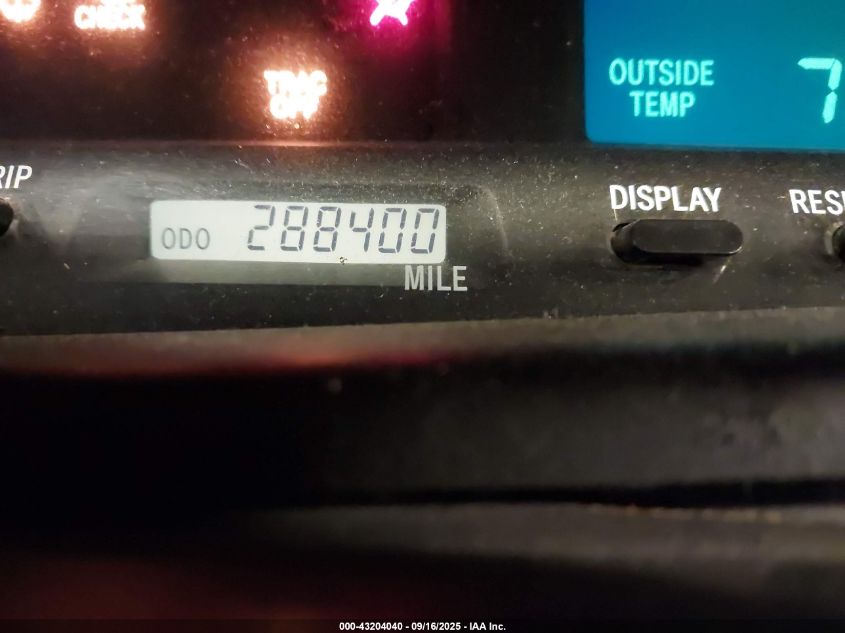 CHECK
TRAC
OFF
OUTSIDE
TEMP
7
RIP
ODO 288400
MILE
DISPLAY
RES
000-43204040 - 09/16/2025 - IAA Inc.